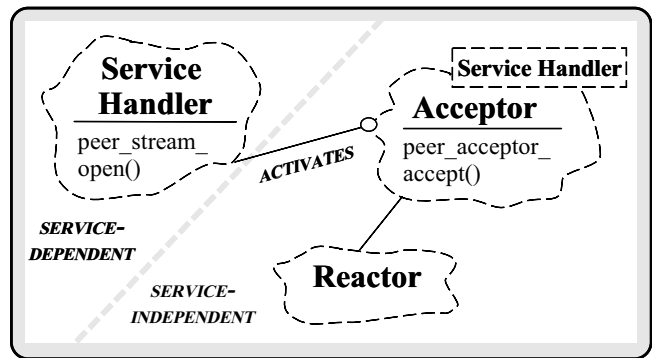 Service
Handler
peer_stream_
open()
Service Handler
Acceptor
peer_acceptor_
accept()
ACTIVATES
SERVICE-
DEPENDENT
SERVICE-
INDEPENDENT
Reactor